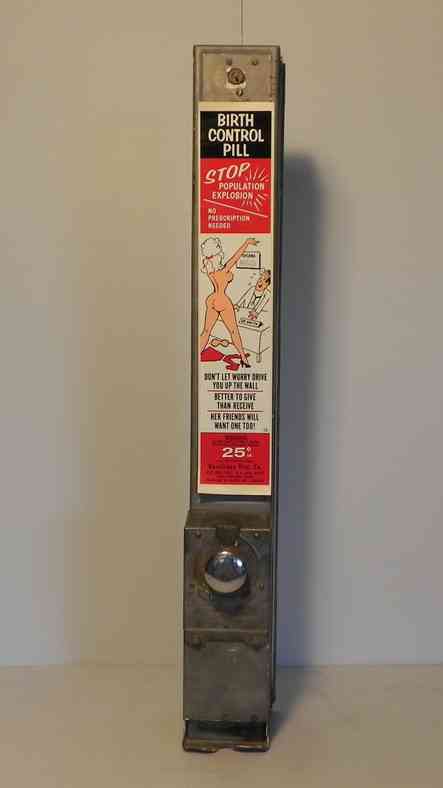 BIRTH
CONTROL
PILL
STOP
POPULATION
EXPLOSION
NO
PRESCRIPTION
NEEDED
DON'T LET WORRY DRIVE
YOU UP THE WALL
BETTER TO GIVE
THAN RECEIVE
HER FRIENDS WILL
WANT ONE TOO!
25¢